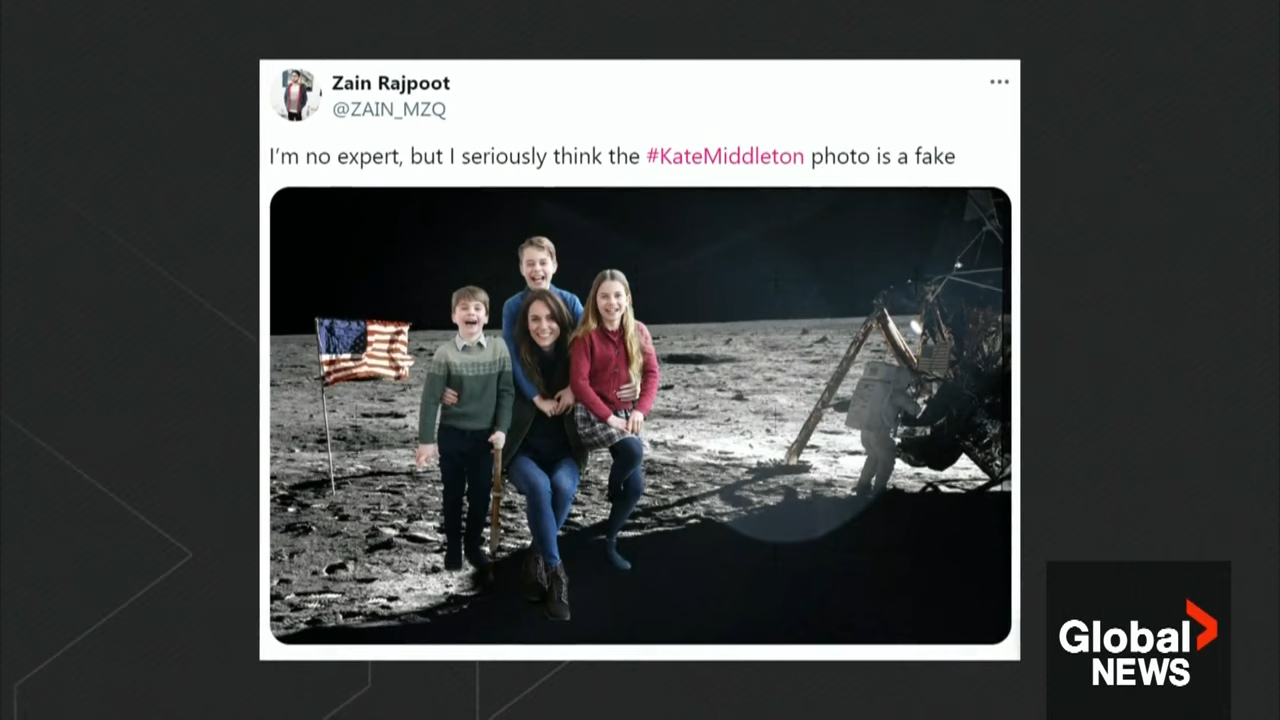 Zain Rajpoot
@ZAIN_MZQ
I'm no expert, but I seriously think the #KateMiddleton photo is a fake
Global
NEWS